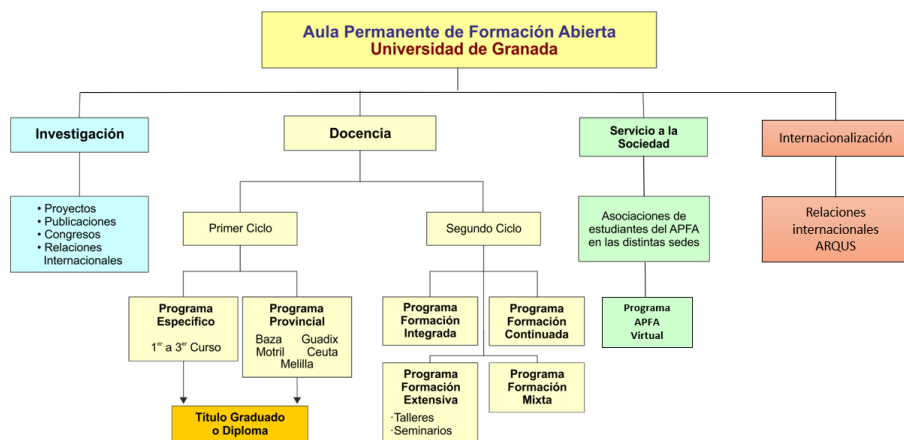 Aula Permanente de Formación Abierta
Universidad de Granada
Investigación
Docencia
Servicio a la
Sociedad
Internacionalización
• Proyectos
• Publicaciones
• Congresos
• Relaciones
Internacionales
Primer Ciclo
Segundo Ciclo
Asociaciones de
estudiantes del APFA
en las distintas sedes
Relaciones
internacionales
ARQUS
Programa
Específico
1er a 3er Curso
Programa
Provincial
Baza Guadix
Motril Ceuta
Melilla
Programa
Formación
Integrada
Programa
Formación
Continuada
Programa
APFA
Virtual
Programa
Formación
Extensiva
·Talleres
·Seminarios
Programa
Formación
Mixta
Título Graduado
o Diploma